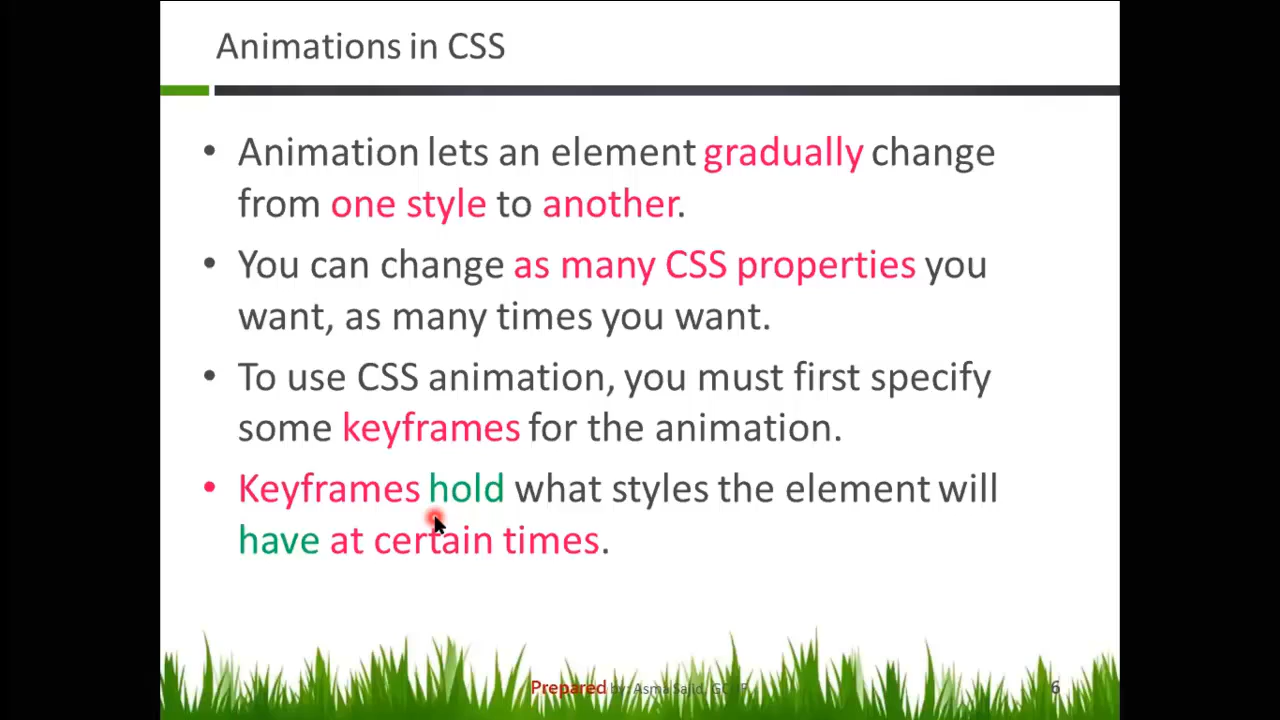 Animations in CSS
• Animation lets an element gradually change
from one style to another.
• You can change as many CSS properties you
want, as many times you want.
• To use CSS animation, you must first specify
some keyframes for the animation.
• Keyframes hold what styles the element will
have at certain times.
Prepared by: Asma Sajid,
6